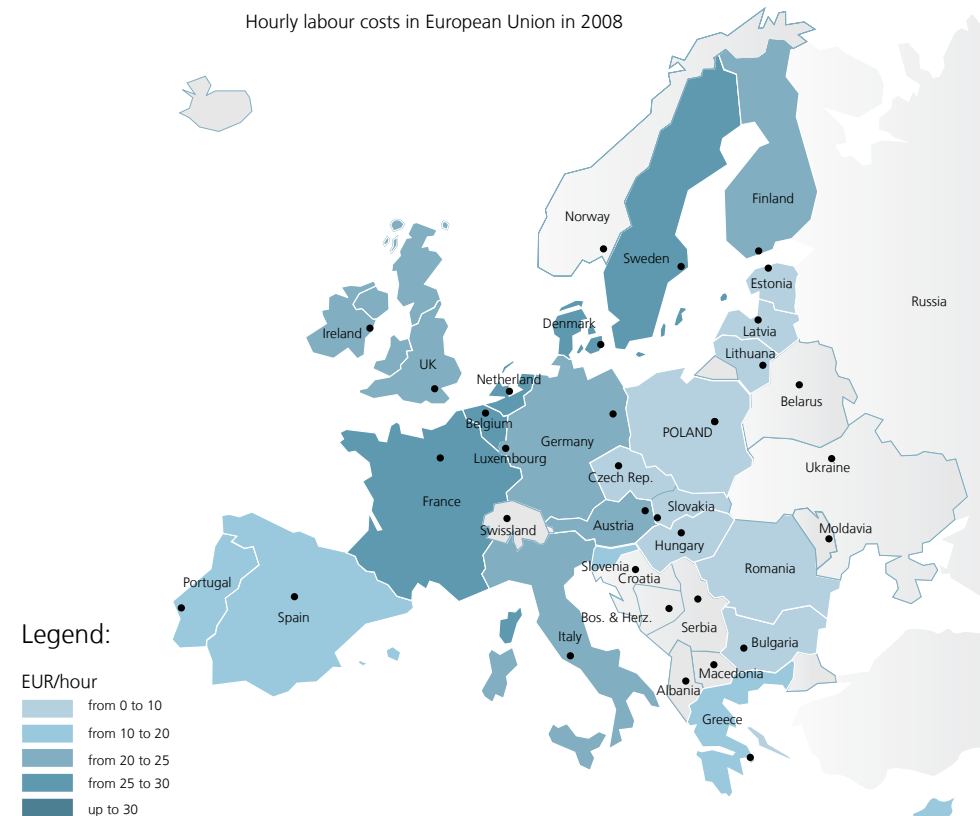 Hourly labour costs in European Union in 2008
Norway
Finland
Sweden
Estonia
Russia
Denmark
Latvia
Ireland
Lithuana
UK
Netherland
Belarus
Belgium
POLAND
Germany
Luxembourg
Ukraine
Czech Rep.
France
Slovakia
Austria
Swissland
Moldavia
Hungary
Slovenia
Romania
Croatia
Portugal
Spain
Bos. & Herz.
Serbia
Italy
Bulgaria
Macedonia
Albania
Greece
Legend:
EUR/hour
from 0 to 10
from 10 to 20
from 20 to 25
from 25 to 30
up to 30